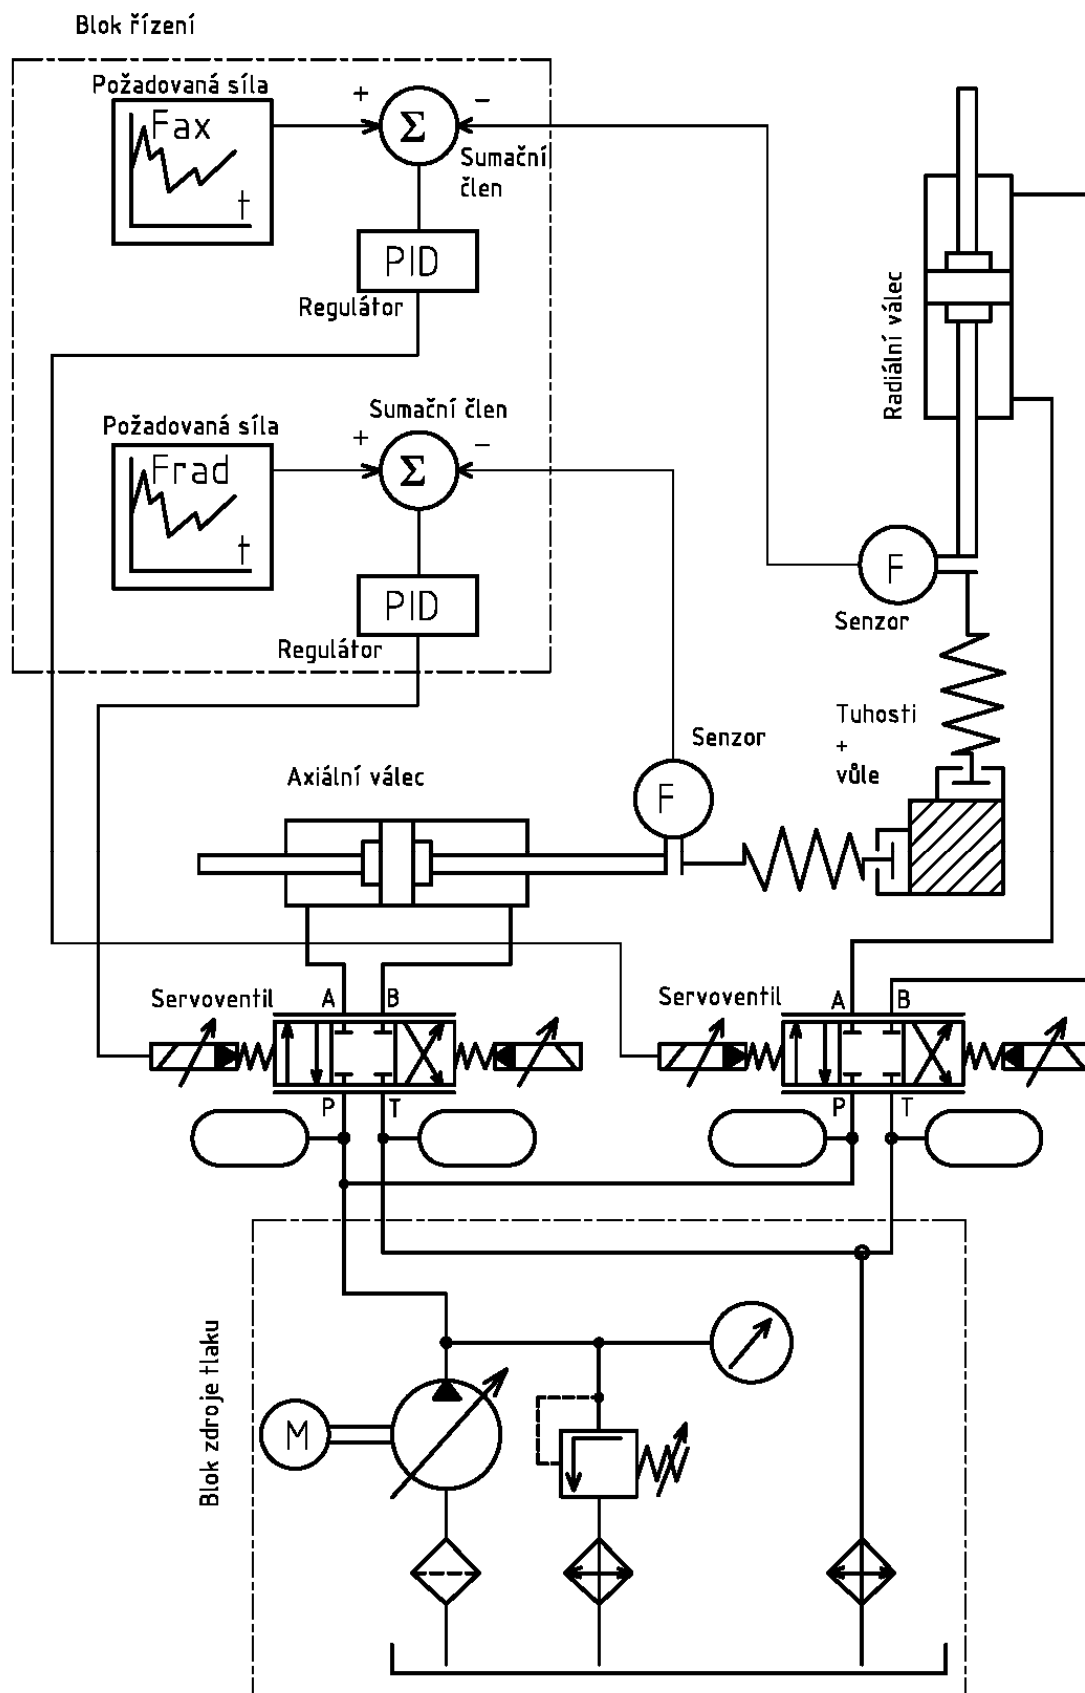 Blok řízení
Požadovaná síla
Fax
t
+
Σ
−
Sumační
člen
PID
Regulátor
Radiální válec
Požadovaná síla
Frad
t
Sumační člen
+
Σ
−
PID
Regulátor
F
Senzor
Tuhosti
+
vůle
Senzor
F
Axiální válec
Servoventil
A
B
P
T
Servoventil
A
B
P
T
Blok zdroje tlaku
M